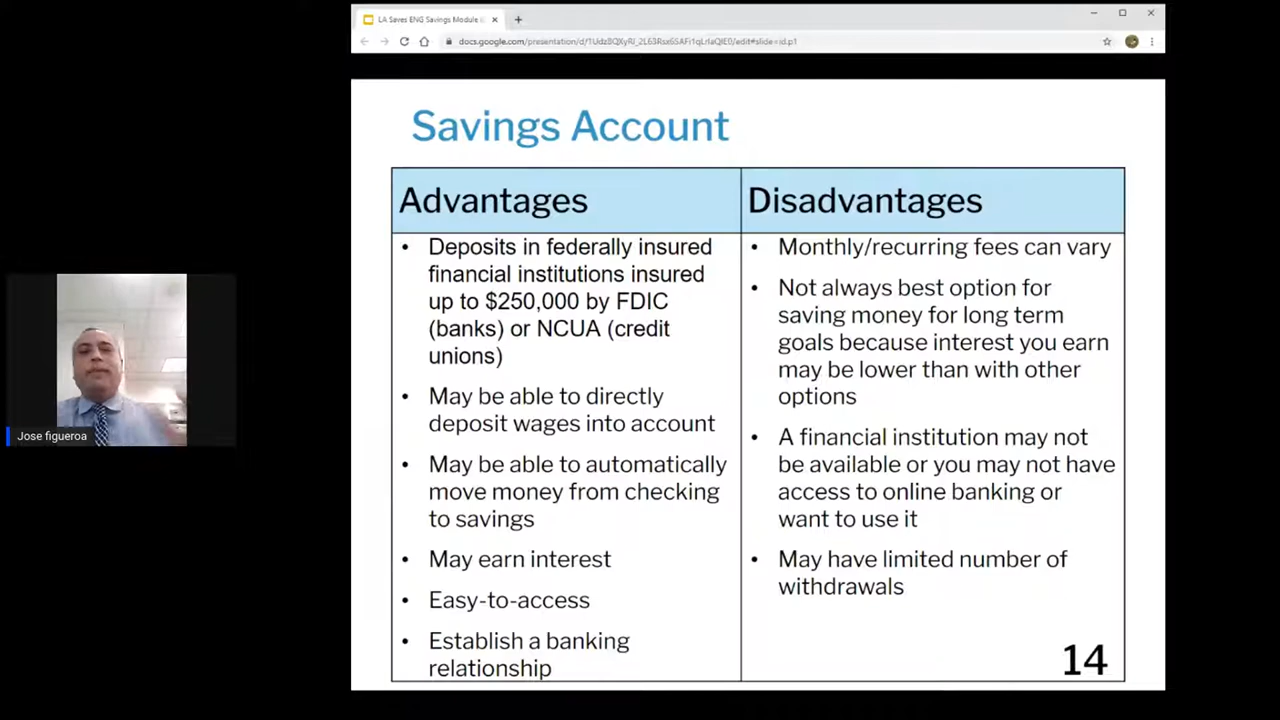 LA Saves ENG Savings Module
Savings Account
Advantages
• Deposits in federally insured
financial institutions insured
up to $250,000 by FDIC
(banks) or NCUA (credit
unions)
• May be able to directly
deposit wages into account
• May be able to automatically
move money from checking
to savings
• May earn interest
• Easy-to-access
• Establish a banking
relationship
Disadvantages
• Monthly/recurring fees can vary
• Not always best option for
saving money for long term
goals because interest you earn
may be lower than with other
options
• A financial institution may not
be available or you may not have
access to online banking or
want to use it
• May have limited number of
withdrawals
14
Jose figueroa